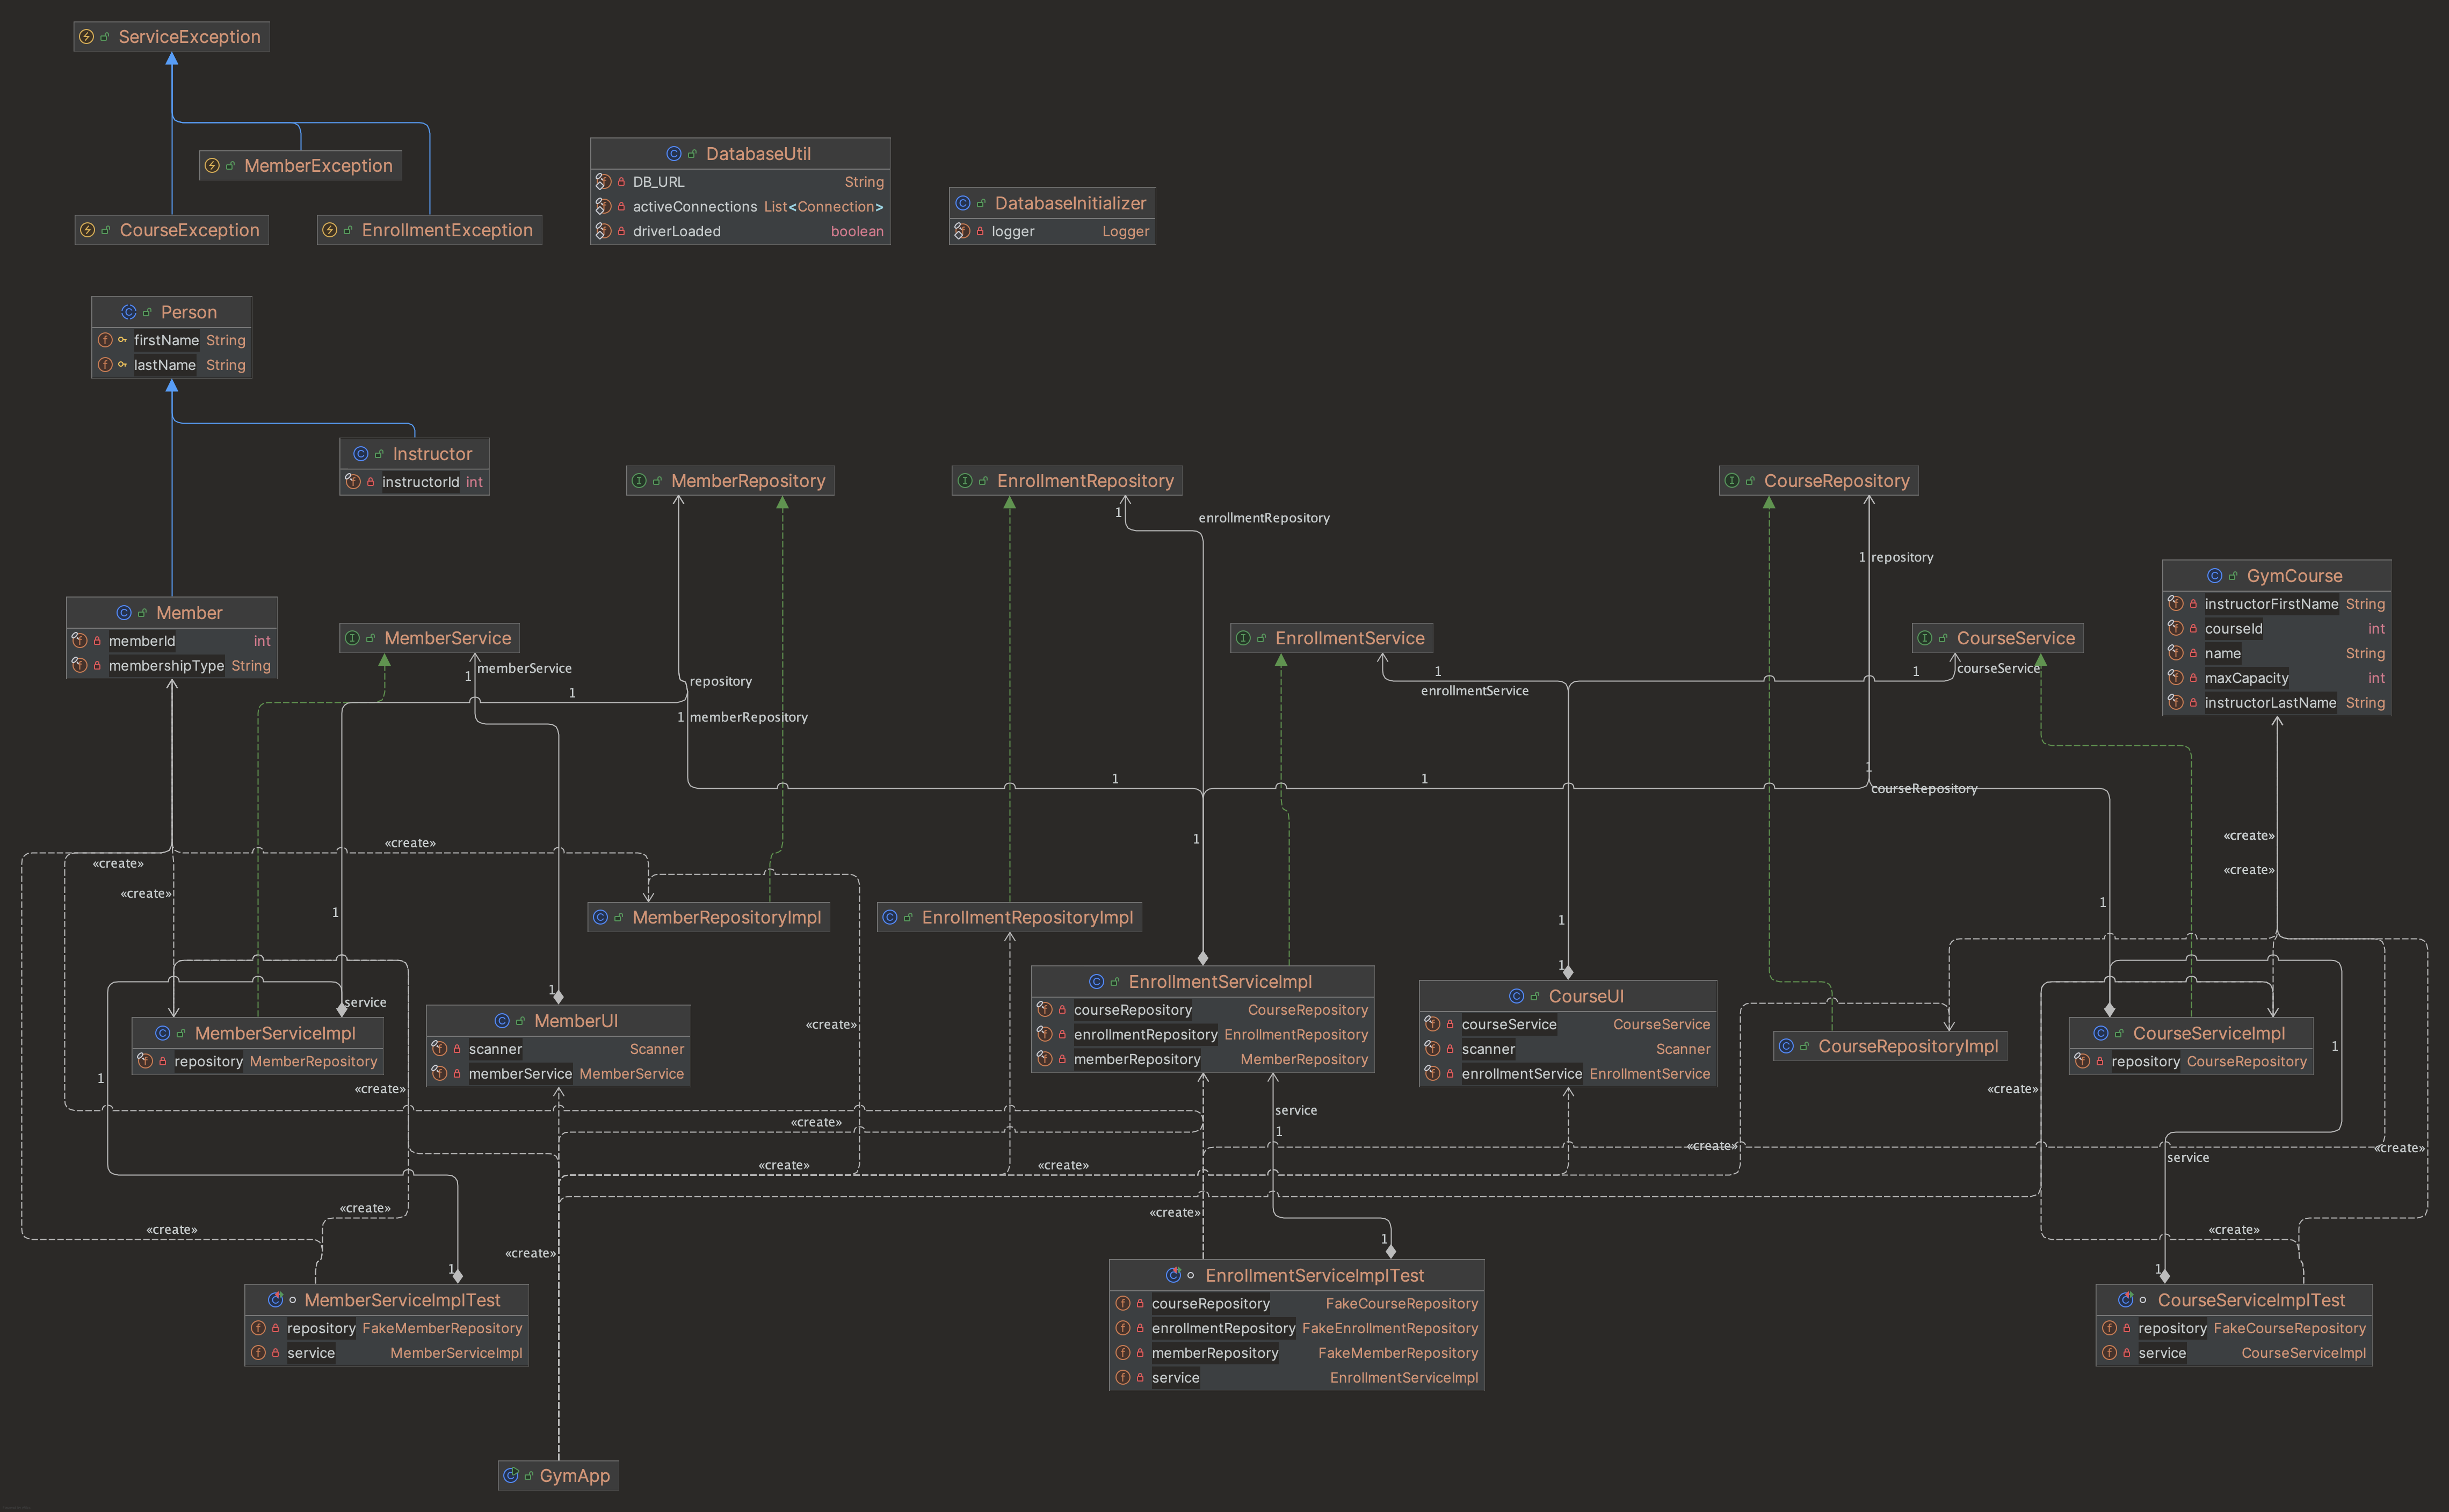 ServiceException
MemberException
CourseException
EnrollmentException
DatabaseUtil
DB_URL String
activeConnections List<Connection>
driverLoaded boolean
DatabaseInitializer
logger Logger
Person
firstName String
lastName String
Instructor
instructorId int
MemberRepository
EnrollmentRepository
CourseRepository
1
enrollmentRepository
1 repository
GymCourse
instructorFirstName String
courseId int
name String
maxCapacity int
instructorLastName String
Member
memberId int
membershipType String
MemberService
EnrollmentService
CourseService
memberService
1
1
repository
1 memberRepository
1
enrollmentService
1
courseService
1
1
1
courseRepository
1
«create»
«create»
«create»
«create»
«create»
1
1
1
1
MemberRepositoryImpl
EnrollmentRepositoryImpl
EnrollmentServiceImpl
courseRepository CourseRepository
enrollmentRepository EnrollmentRepository
memberRepository MemberRepository
1
CourseUI
courseService CourseService
scanner Scanner
enrollmentService EnrollmentService
service
1
MemberServiceImpl
repository MemberRepository
MemberUI
scanner Scanner
memberService MemberService
«create»
CourseRepositoryImpl
CourseServiceImpl
repository CourseRepository
1
1
«create»
«create»
service
1
«create»
«create»
«create»
«create»
«create»
service
«create»
«create»
«create»
«create»
«create»
1
1
1
MemberServiceImplTest
repository FakeMemberRepository
service MemberServiceImpl
EnrollmentServiceImplTest
courseRepository FakeCourseRepository
enrollmentRepository FakeEnrollmentRepository
memberRepository FakeMemberRepository
service EnrollmentServiceImpl
CourseServiceImplTest
repository FakeCourseRepository
service CourseServiceImpl
GymApp